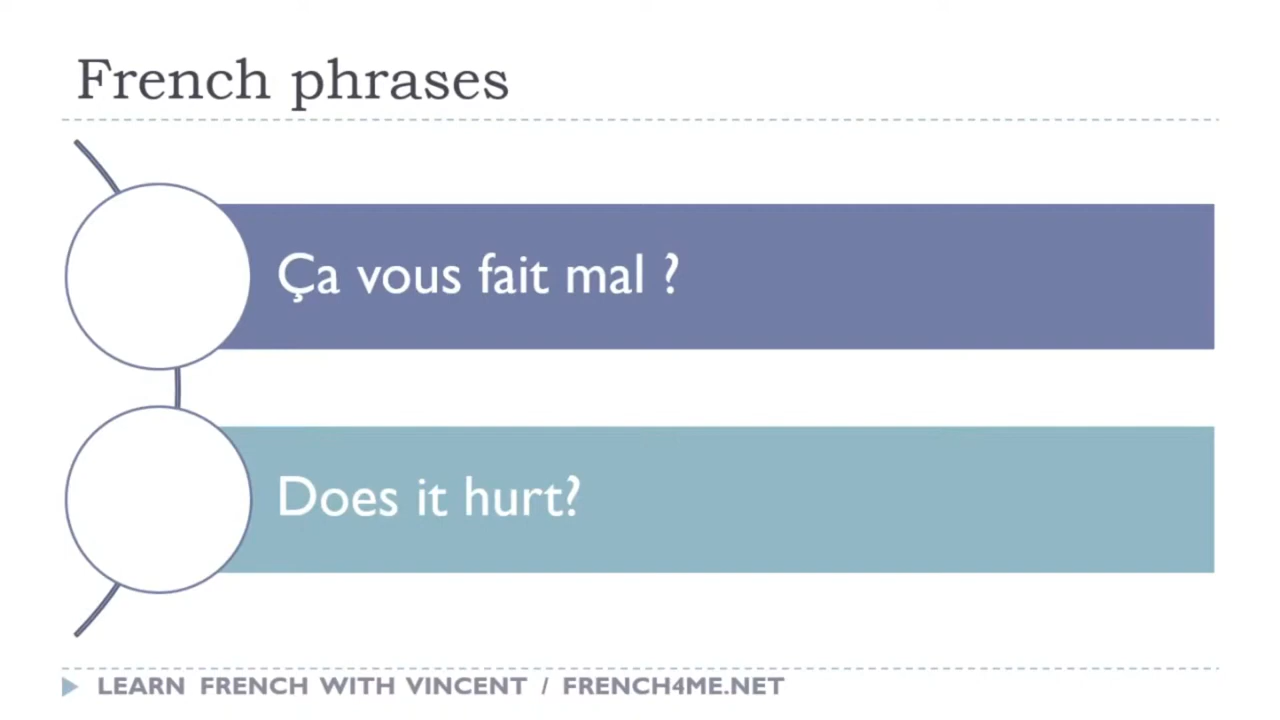 French phrases
Ça vous fait mal ?
Does it hurt?
LEARN FRENCH WITH VINCENT / FRENCH4ME.NET